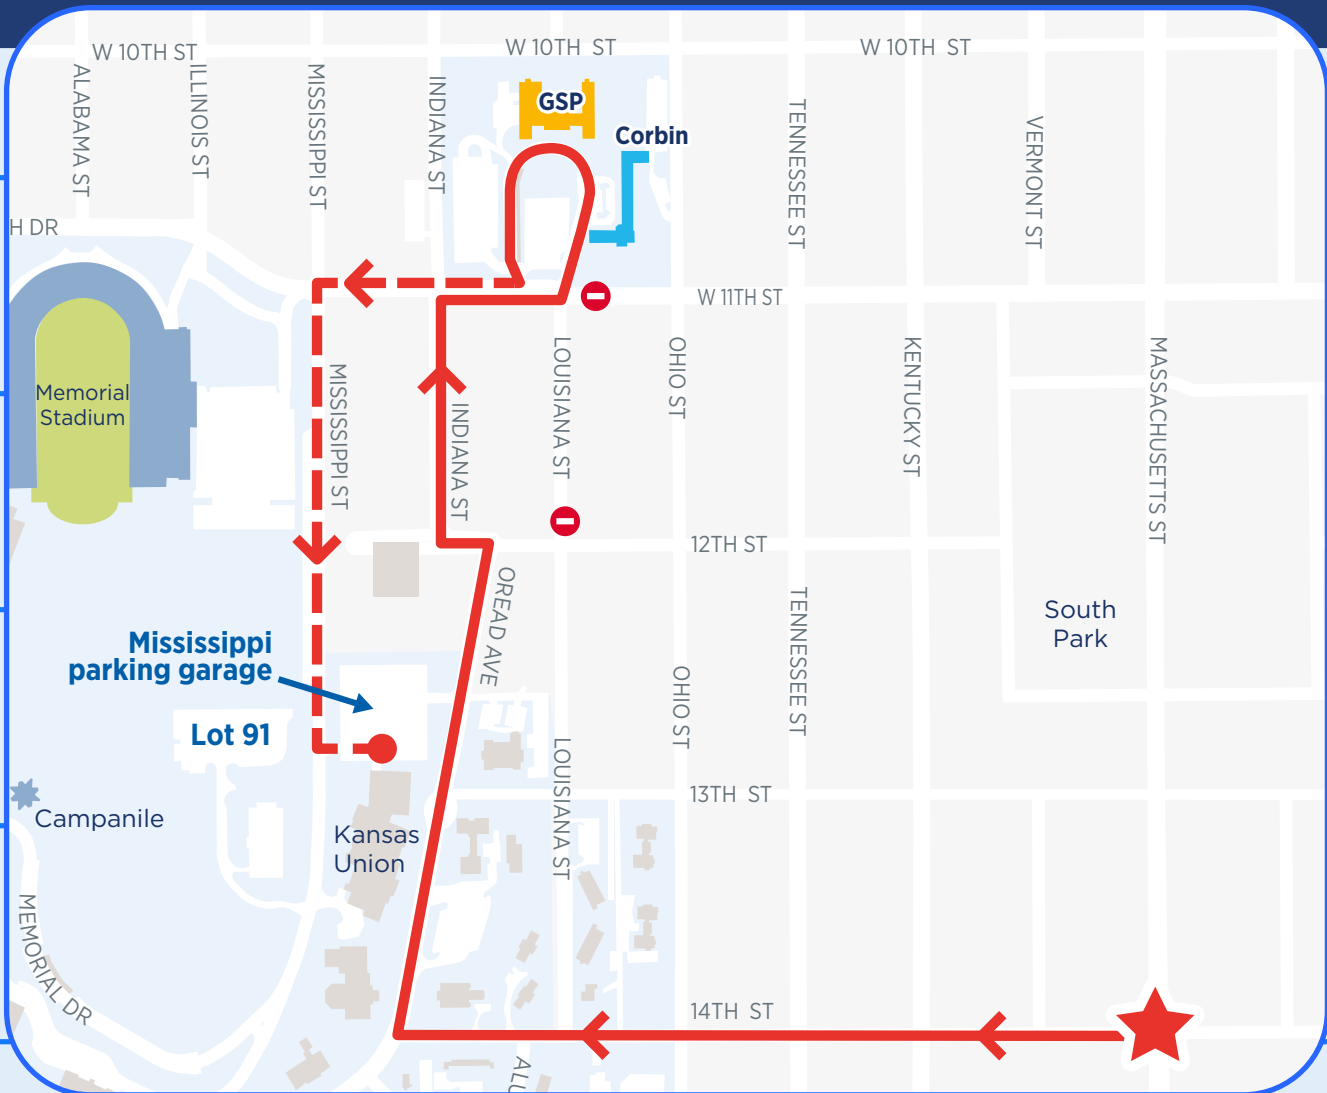 W 10TH ST
W 10TH  ST
W 10TH  ST
ALABAMA ST
ILLINOIS ST
MISSISSIPPI ST
INDIANA ST
GSP
Corbin
TENNESSEE ST
VERMONT ST
H DR
W 11TH ST
Memorial
Stadium
MISSISSIPPI ST
INDIANA ST
LOUISIANA ST
OHIO ST
KENTUCKY ST
MASSACHUSETTS ST
12TH ST
OREAD AVE
TENNESSEE ST
South
Park
Mississippi
parking garage
Lot 91
OHIO ST
LOUISIANA ST
13TH  ST
Campanile
Kansas
Union
MEMORIAL DR
14TH  ST
ALU